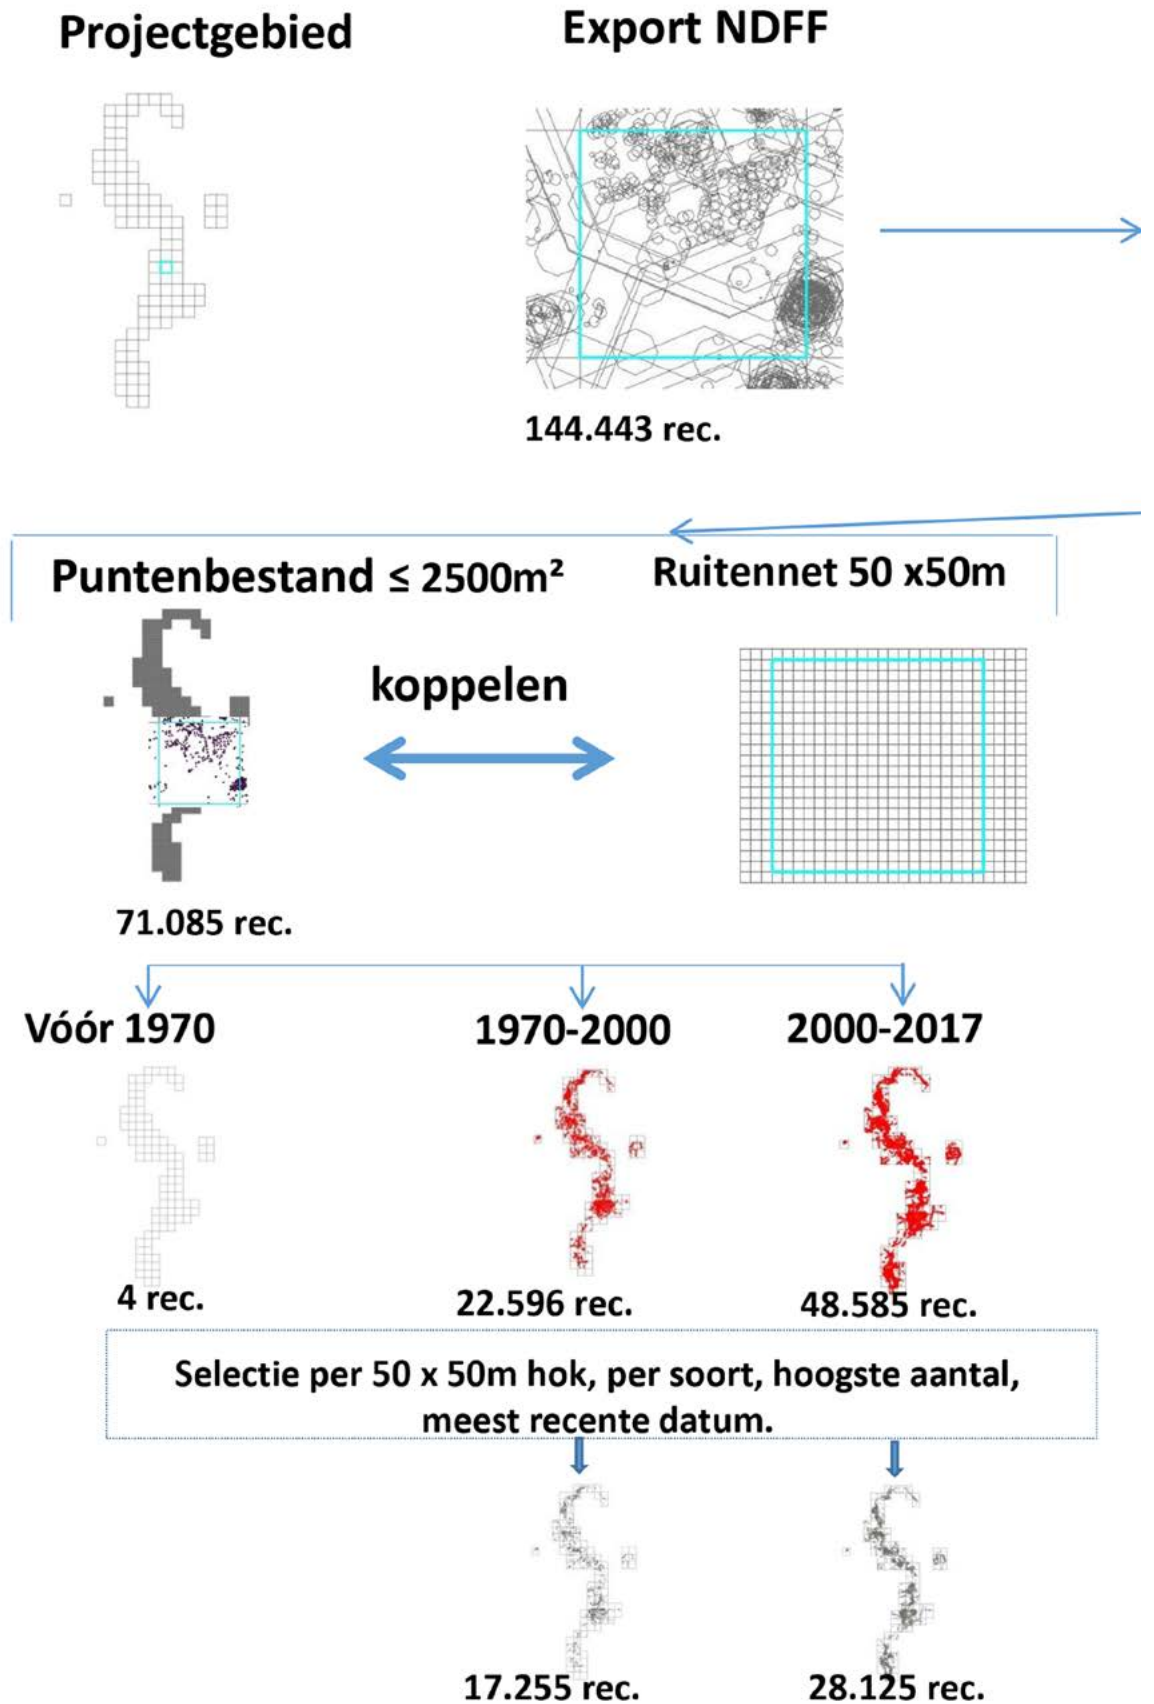 Projectgebied
Export NDFF
144.443 rec.
Puntenbestand ≤ 2500m²
Ruitennet 50 x50m
koppelen
71.085 rec.
Vóór 1970
1970-2000
2000-2017
4 rec.
22.596 rec.
48.585 rec.
Selectie per 50 x 50m hok, per soort, hoogste aantal,
meest recente datum.
17.255 rec.
28.125 rec.